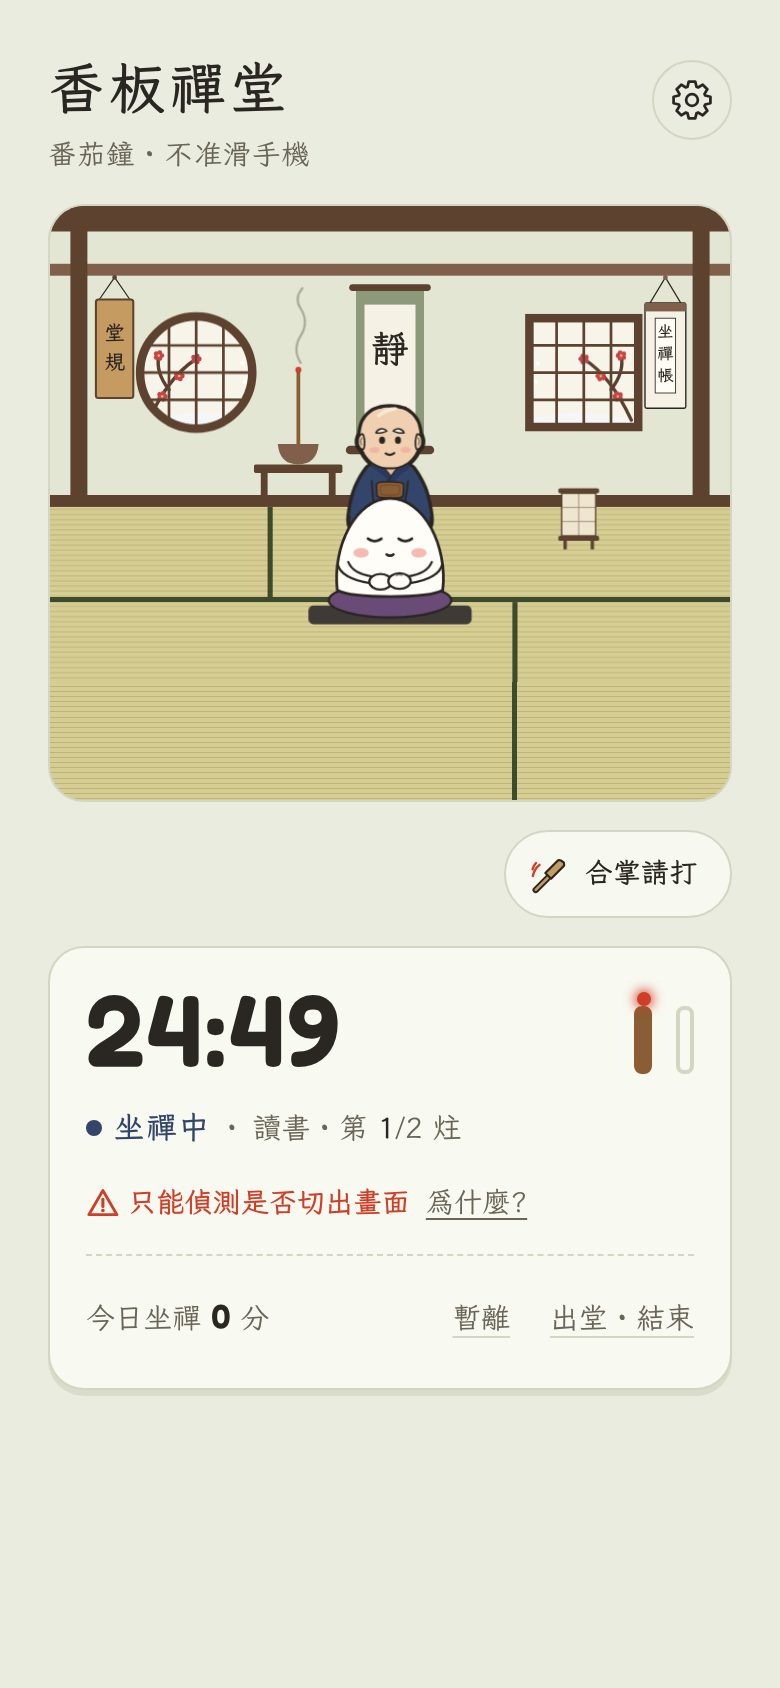 香板禪堂
番茄鐘・不准滑手機
堂規
靜
坐禪帳
合掌請打
24:49
坐禪中・讀書・第 1/2 炷
只能偵測是否切出畫面 為什麼?
今日坐禪 0 分 暫離 出堂・結束